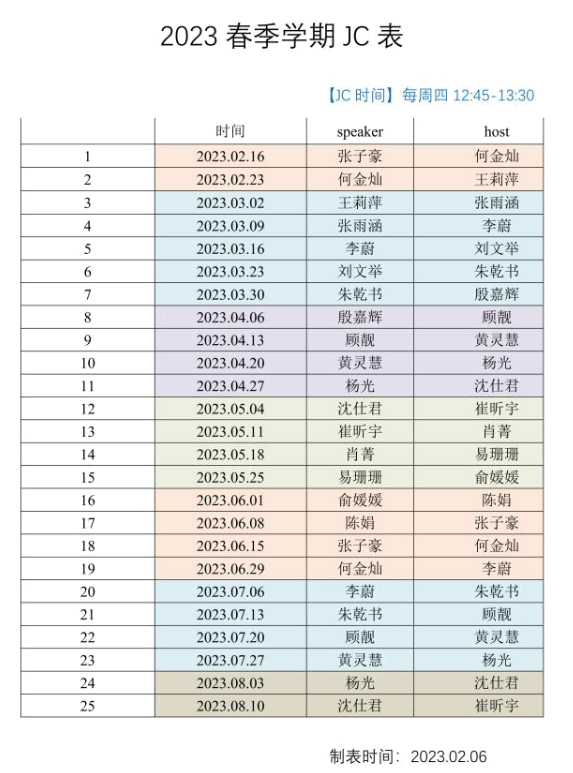 2023 春季学期 JC 表
【JC 时间】每周四 12:45-13:30
时间 speaker host
1 2023.02.16 张子豪 何金灿
2 2023.02.23 何金灿 王莉萍
3 2023.03.02 王莉萍 张雨涵
4 2023.03.09 张雨涵 李蔚
5 2023.03.16 李蔚 刘文举
6 2023.03.23 刘文举 朱乾书
7 2023.03.30 朱乾书 殷嘉辉
8 2023.04.06 殷嘉辉 顾靓
9 2023.04.13 顾靓 黄灵慧
10 2023.04.20 黄灵慧 杨光
11 2023.04.27 杨光 沈仕君
12 2023.05.04 沈仕君 崔昕宇
13 2023.05.11 崔昕宇 肖菁
14 2023.05.18 肖菁 易珊珊
15 2023.05.25 易珊珊 俞媛媛
16 2023.06.01 俞媛媛 陈娟
17 2023.06.08 陈娟 张子豪
18 2023.06.15 张子豪 何金灿
19 2023.06.29 何金灿 李蔚
20 2023.07.06 李蔚 朱乾书
21 2023.07.13 朱乾书 顾靓
22 2023.07.20 顾靓 黄灵慧
23 2023.07.27 黄灵慧 杨光
24 2023.08.03 杨光 沈仕君
25 2023.08.10 沈仕君 崔昕宇
制表时间：2023.02.06